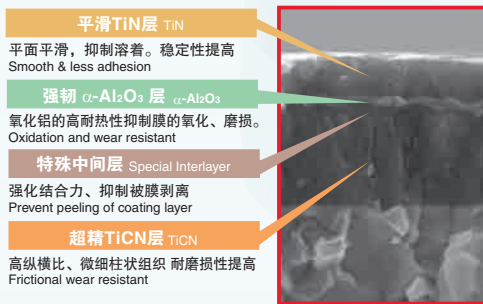 平滑TiN层 TiN
平面平滑，抑制溶着。稳定性提高
Smooth & less adhesion
强韧 α-Al₂O₃ 层 α-Al₂O₃
氧化铝的高耐热性抑制膜的氧化、磨损。
Oxidation and wear resistant
特殊中间层 Special Interlayer
强化结合力、抑制被膜剥离
Prevent peeling of coating layer
超精TiCN层 TiCN
高纵横比、微细柱状组织 耐磨损性提高
Frictional wear resistant